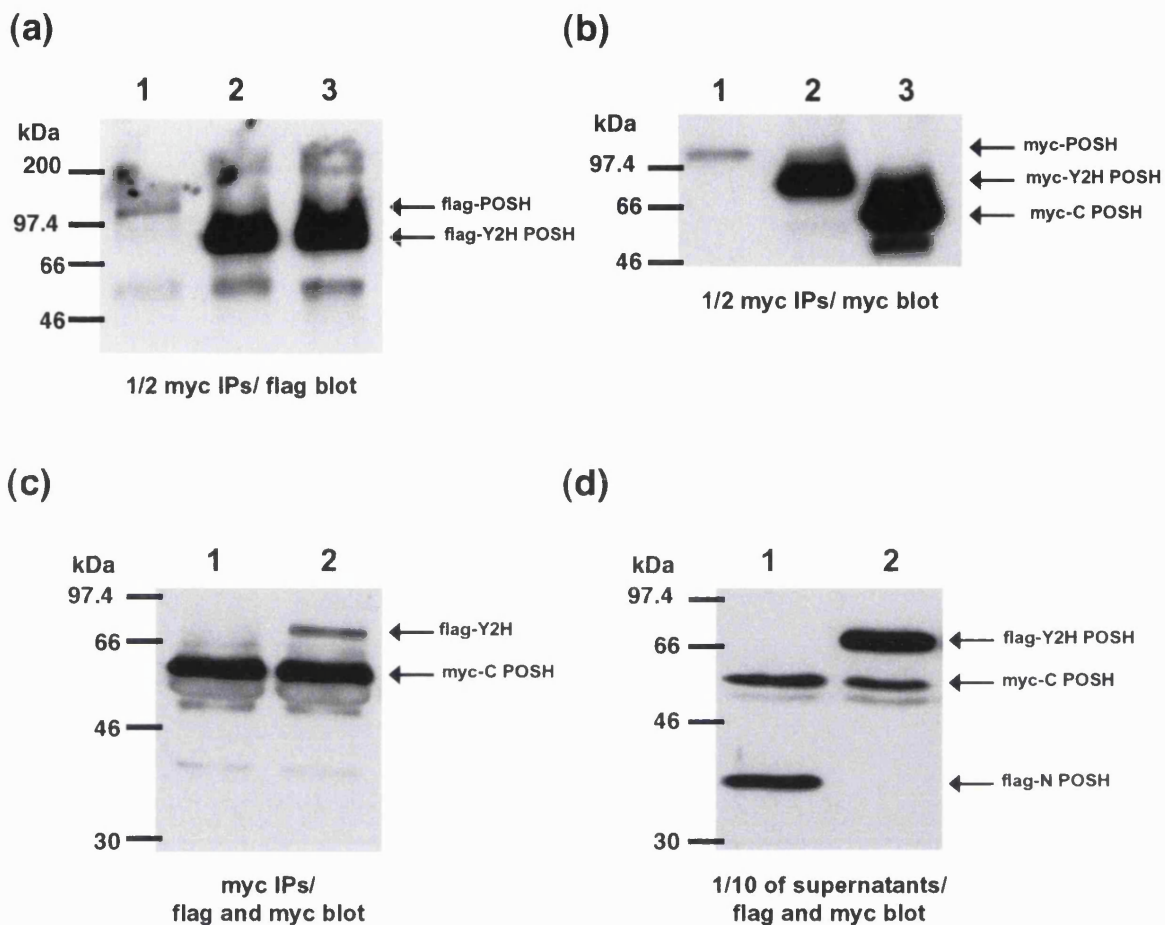 (a)
1 2 3
kDa
200
97.4
66
46
flag-POSH
flag-Y2H POSH
1/2 myc IPs/ flag blot
(b)
1 2 3
kDa
97.4
66
46
myc-POSH
myc-Y2H POSH
myc-C POSH
1/2 myc IPs/ myc blot
(c)
1 2
kDa
97.4
66
46
30
flag-Y2H
myc-C POSH
myc IPs/
flag and myc blot
(d)
1 2
kDa
97.4
66
46
30
flag-Y2H POSH
myc-C POSH
flag-N POSH
1/10 of supernatants/
flag and myc blot